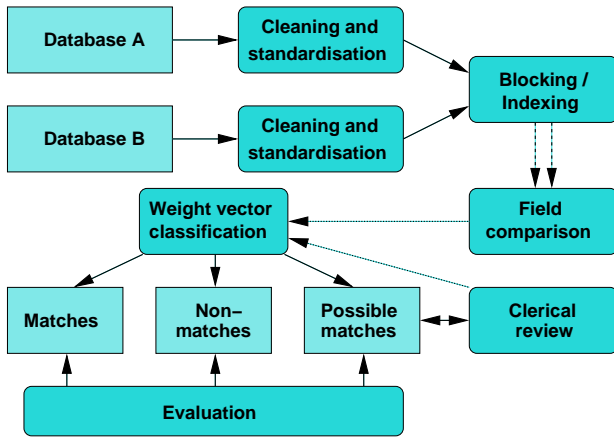 Database A
Cleaning and
standardisation
Blocking /
Indexing
Database B
Cleaning and
standardisation
Weight vector
classification
Field
comparison
Matches
Non–
matches
Possible
matches
Clerical
review
Evaluation